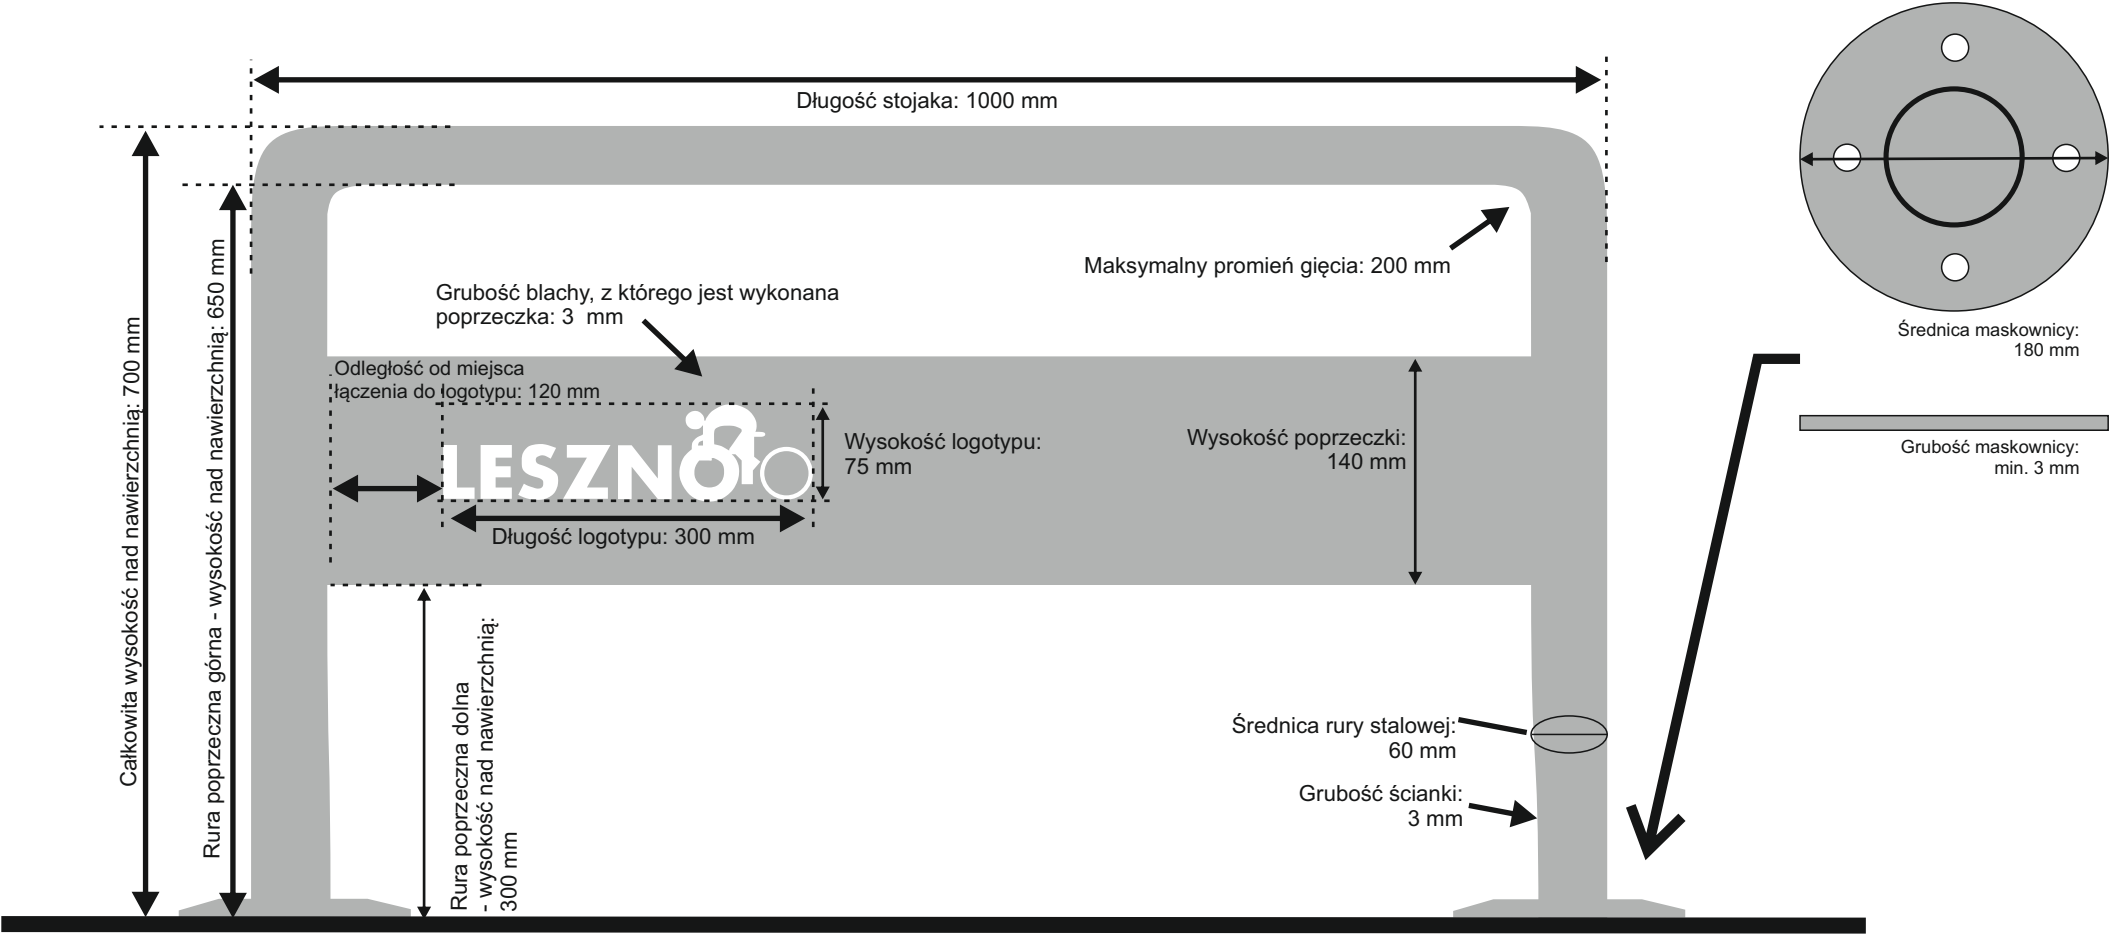 Długość stojaka: 1000 mm
Całkowita wysokość nad nawierzchnią: 700 mm
Rura poprzeczna górna - wysokość nad nawierzchnią: 650 mm
Maksymalny promień gięcia: 200 mm
Grubość blachy, z którego jest wykonana
poprzeczka: 3 mm
Odległość od miejsca
łączenia do logotypu: 120 mm
LESZNO
Wysokość logotypu:
75 mm
Długość logotypu: 300 mm
Wysokość poprzeczki:
140 mm
Rura poprzeczna dolna
- wysokość nad nawierzchnią:
300 mm
Średnica rury stalowej:
60 mm
Grubość ścianki:
3 mm
Średnica maskownicy:
180 mm
Grubość maskownicy:
min. 3 mm